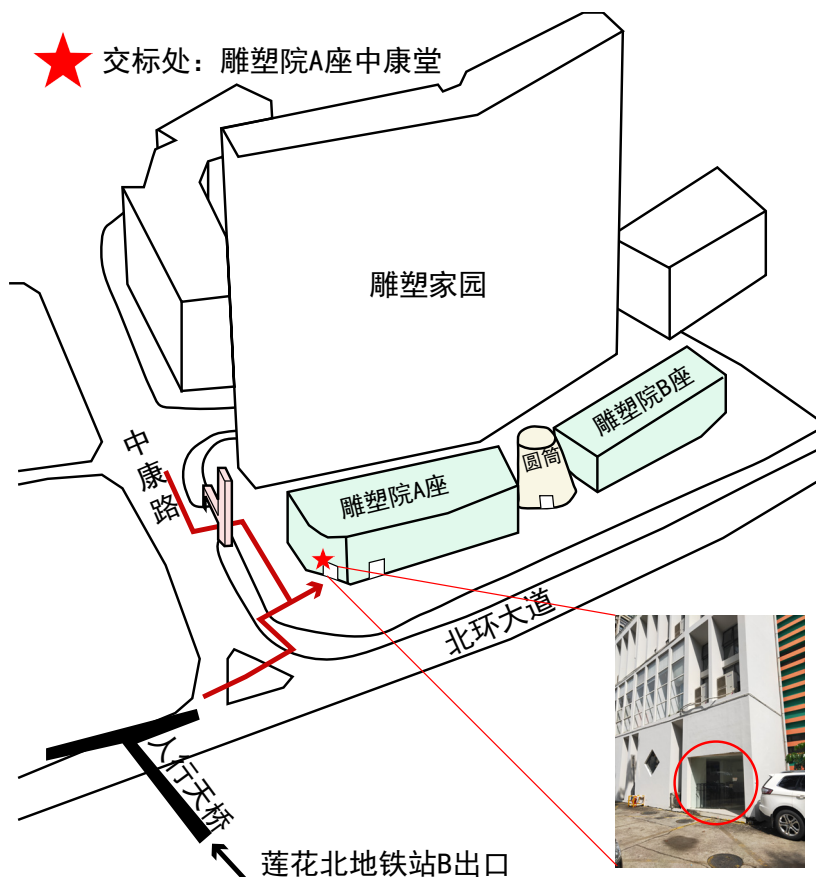 交标处：雕塑院A座中康堂
雕塑家园
雕塑院B座
圆筒
雕塑院A座
中康路
北环大道
人行天桥
莲花北地铁站B出口